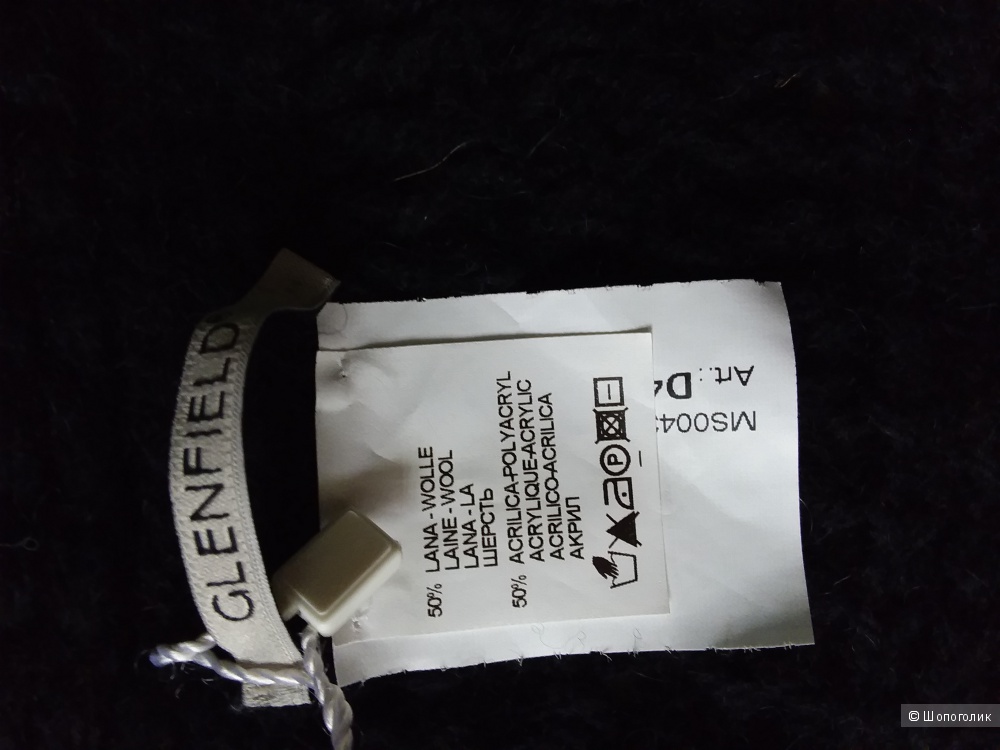 GLENFIELD
50% LANA - WOLLE
LAINE - WOOL
LANA - LA
ШЕРСТЬ
50% ACRILICA-POLYACRYL
ACRYLIQUE-ACRYLIC
ACRILICO-ACRILICA
АКРИЛ
P
Art.:
MS004
© Шопоголик